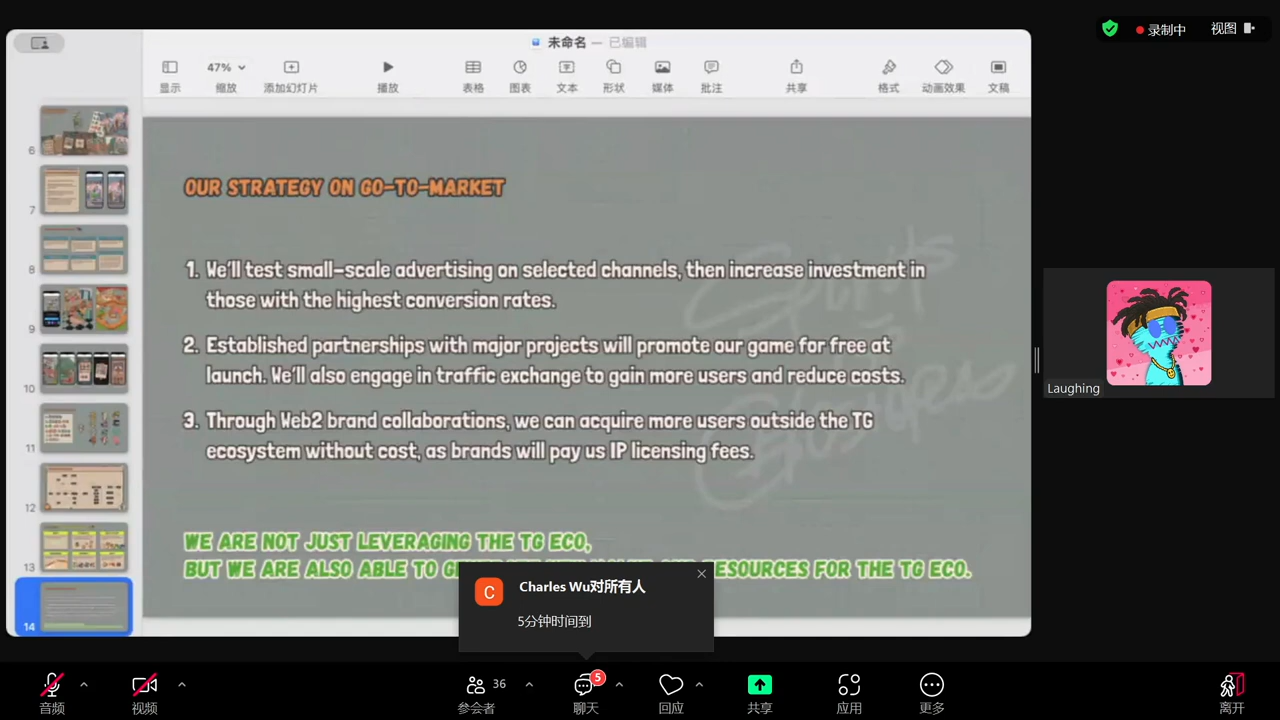 录制中
视图
未命名 — 已编辑
47%
显示
缩放
添加幻灯片
播放
表格
图表
文本
形状
媒体
批注
共享
格式
动画效果
文稿
6
7
8
9
10
11
12
13
14
OUR STRATEGY ON GO-TO-MARKET
1. We'll test small-scale advertising on selected channels, then increase investment in
those with the highest conversion rates.
2. Established partnerships with major projects will promote our game for free at
launch. We'll also engage in traffic exchange to gain more users and reduce costs.
3. Through Web2 brand collaborations, we can acquire more users outside the TG
ecosystem without cost, as brands will pay us IP licensing fees.
WE ARE NOT JUST LEVERAGING THE TG ECO,
BUT WE ARE ALSO ABLE TO RESOURCES FOR THE TG ECO.
Laughing
C
Charles Wu对所有人
5分钟时间到
音频
视频
36
参会者
5
聊天
回应
共享
应用
更多
离开